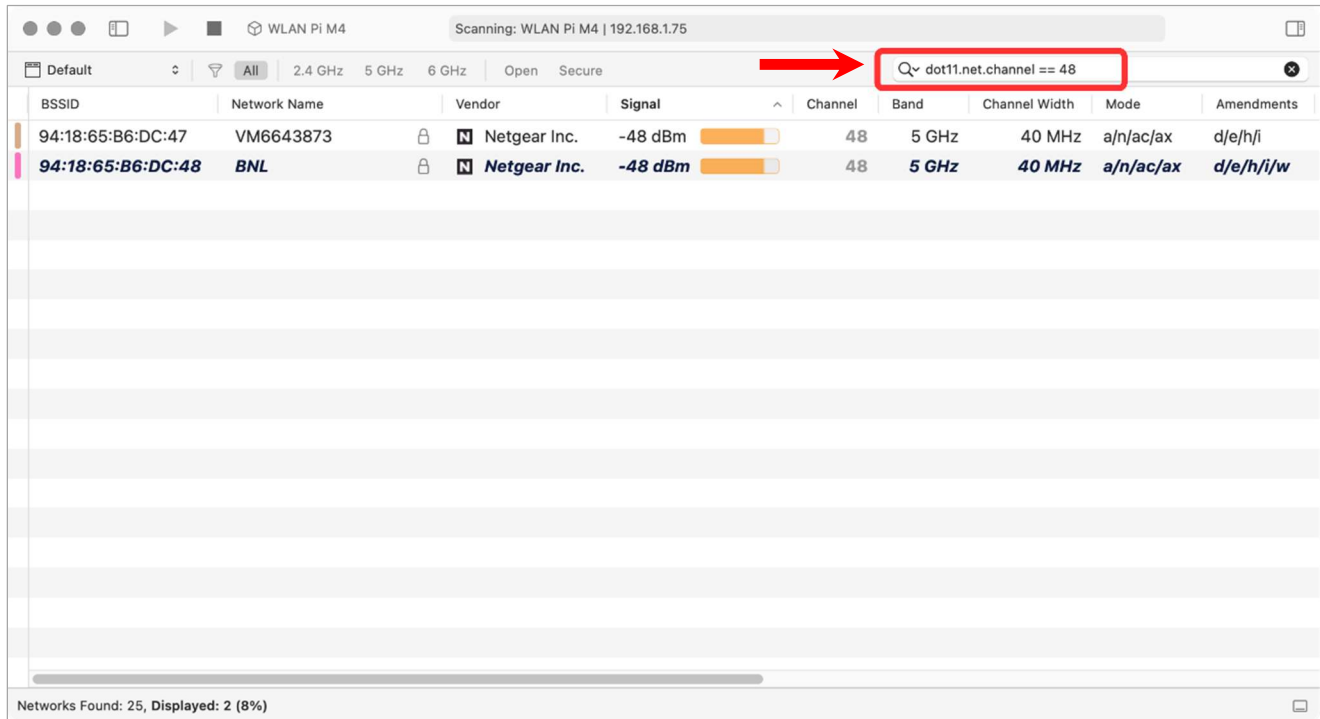 WLAN Pi M4 Scanning: WLAN Pi M4 | 192.168.1.75
Default All 2.4 GHz 5 GHz 6 GHz Open Secure dot11.net.channel == 48
BSSID Network Name Vendor Signal Channel Band Channel Width Mode Amendments
94:18:65:B6:DC:47 VM6643873 N Netgear Inc. -48 dBm 48 5 GHz 40 MHz a/n/ac/ax d/e/h/i
94:18:65:B6:DC:48 BNL N Netgear Inc. -48 dBm 48 5 GHz 40 MHz a/n/ac/ax d/e/h/i/w
Networks Found: 25, Displayed: 2 (8%)